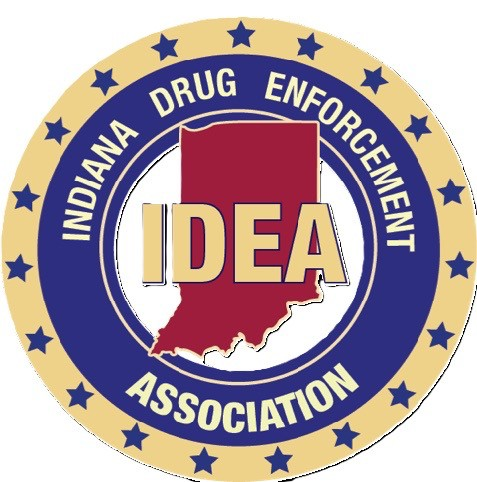 INDIANA DRUG ENFORCEMENT
IDEA
ASSOCIATION